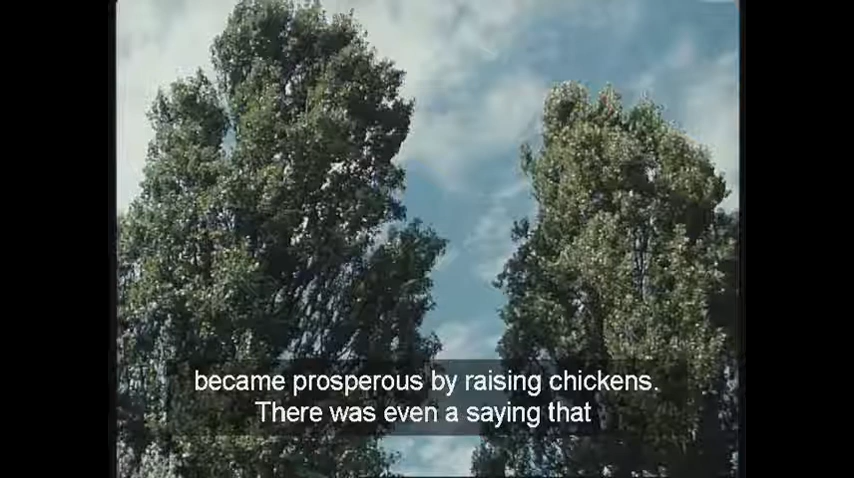 became prosperous by raising chickens.
There was even a saying that